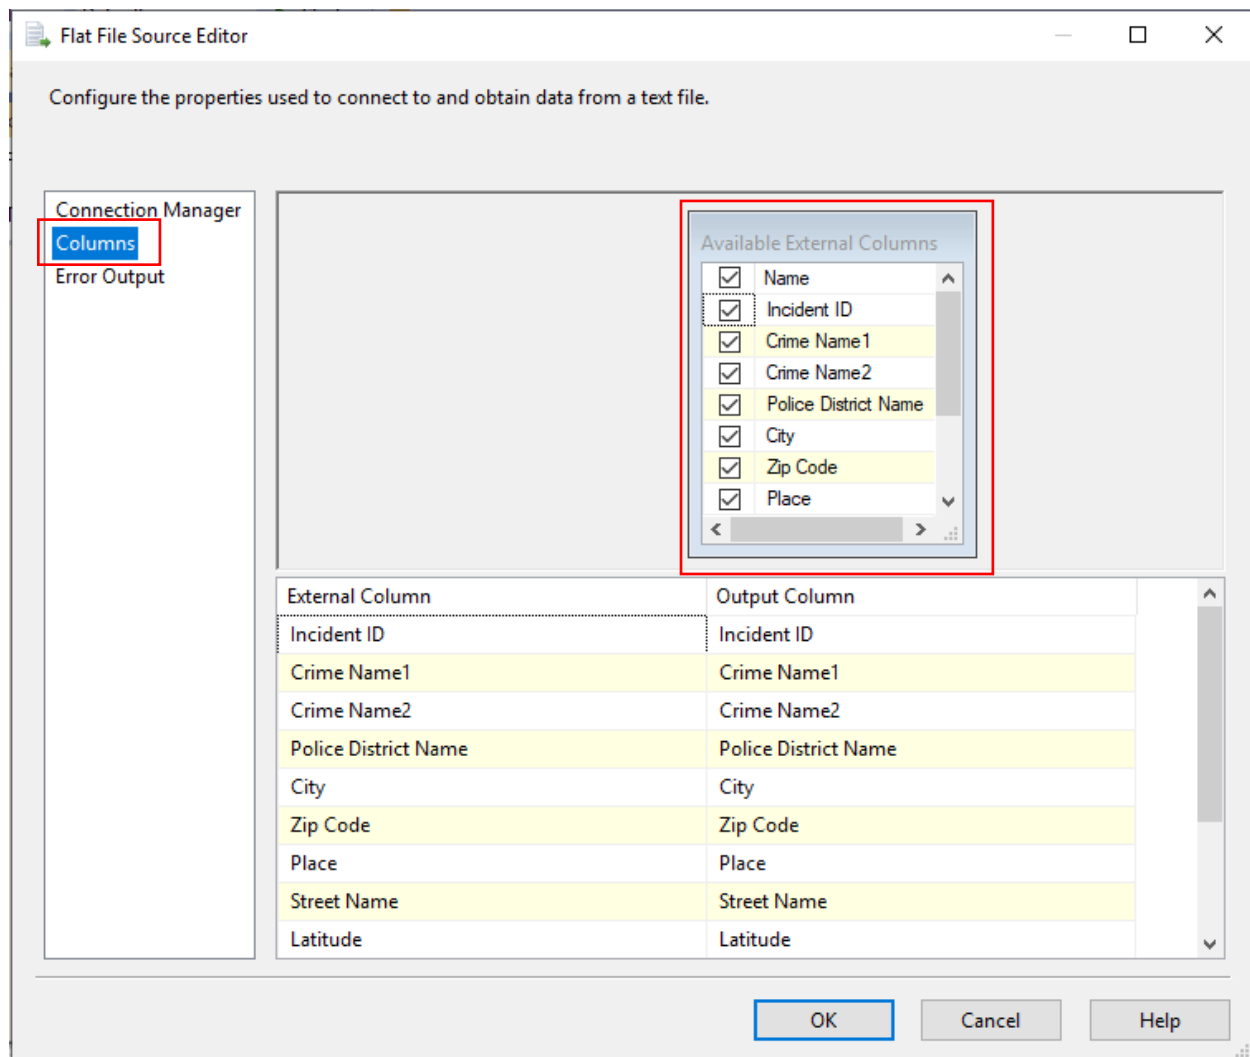 Flat File Source Editor
Configure the properties used to connect to and obtain data from a text file.
Connection Manager
Columns
Error Output
Available External Columns
Name
Incident ID
Crime Name1
Crime Name2
Police District Name
City
Zip Code
Place
External Column Output Column
Incident ID Incident ID
Crime Name1 Crime Name1
Crime Name2 Crime Name2
Police District Name Police District Name
City City
Zip Code Zip Code
Place Place
Street Name Street Name
Latitude Latitude
OK Cancel Help